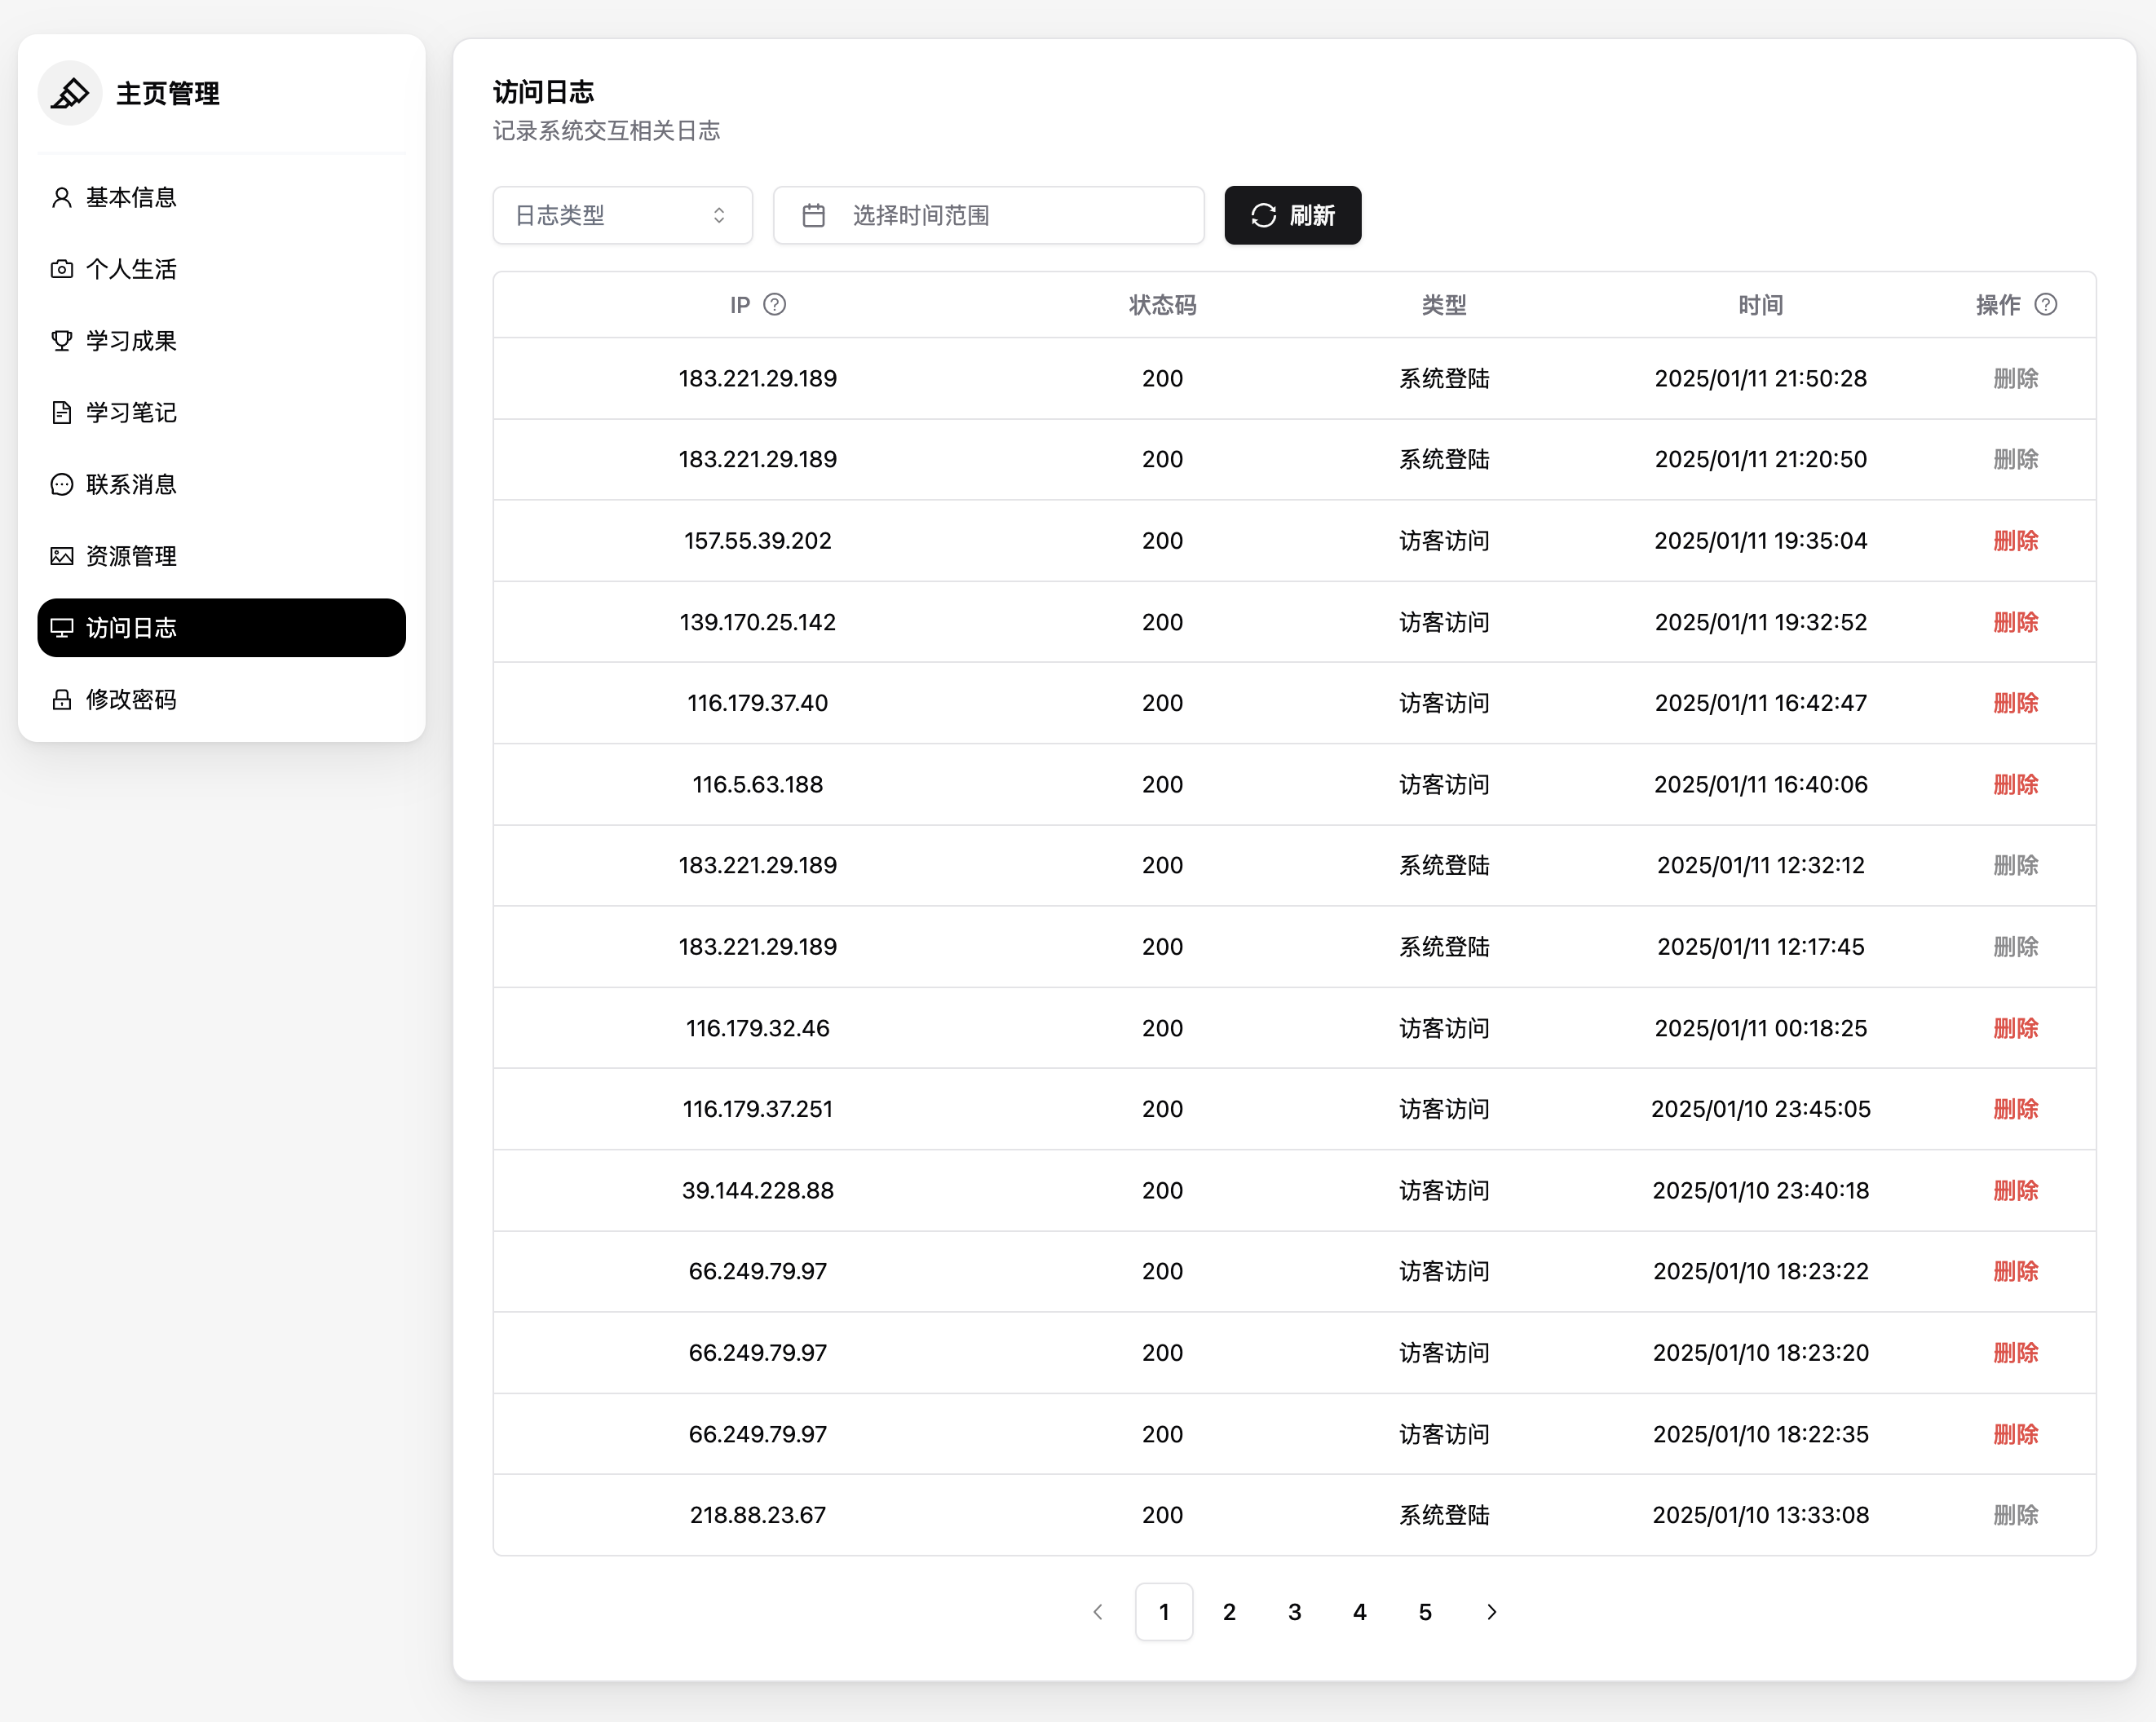 主页管理
基本信息
个人生活
学习成果
学习笔记
联系消息
资源管理
访问日志
修改密码
访问日志
记录系统交互相关日志
日志类型 选择时间范围 刷新
IP 状态码 类型 时间 操作
183.221.29.189 200 系统登陆 2025/01/11 21:50:28 删除
183.221.29.189 200 系统登陆 2025/01/11 21:20:50 删除
157.55.39.202 200 访客访问 2025/01/11 19:35:04 删除
139.170.25.142 200 访客访问 2025/01/11 19:32:52 删除
116.179.37.40 200 访客访问 2025/01/11 16:42:47 删除
116.5.63.188 200 访客访问 2025/01/11 16:40:06 删除
183.221.29.189 200 系统登陆 2025/01/11 12:32:12 删除
183.221.29.189 200 系统登陆 2025/01/11 12:17:45 删除
116.179.32.46 200 访客访问 2025/01/11 00:18:25 删除
116.179.37.251 200 访客访问 2025/01/10 23:45:05 删除
39.144.228.88 200 访客访问 2025/01/10 23:40:18 删除
66.249.79.97 200 访客访问 2025/01/10 18:23:22 删除
66.249.79.97 200 访客访问 2025/01/10 18:23:20 删除
66.249.79.97 200 访客访问 2025/01/10 18:22:35 删除
218.88.23.67 200 系统登陆 2025/01/10 13:33:08 删除
1 2 3 4 5